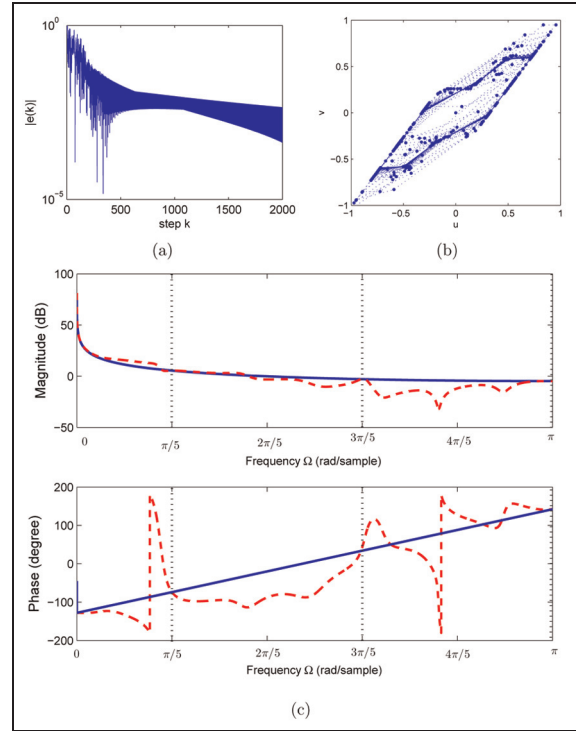 10^0
|e(k)|
10^-5
0 500 1000 1500 2000
step k
(a)
1
0.5
0
-0.5
-1
v
-1 -0.5 0 0.5 1
u
(b)
100
50
0
-50
Magnitude (dB)
0 π/5 2π/5 3π/5 4π/5 π
Frequency Ω (rad/sample)
200
100
0
-100
-200
Phase (degree)
0 π/5 2π/5 3π/5 4π/5 π
Frequency Ω (rad/sample)
(c)